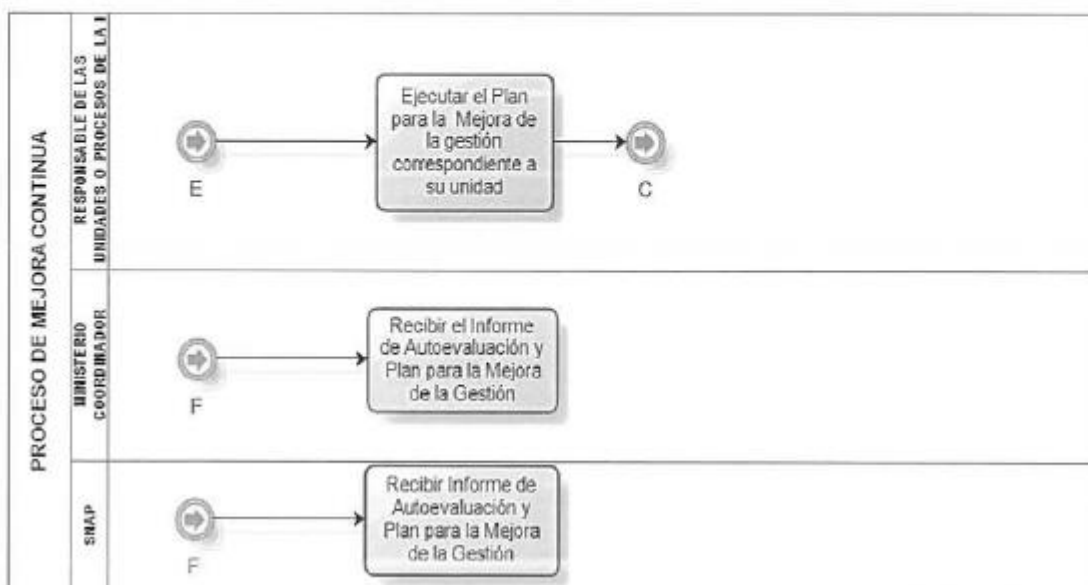 PROCESO DE MEJORA CONTINUA
RESPONSABLE DE LAS
UNIDADES O PROCESOS DE LA I
E
Ejecutar el Plan
para la Mejora de
la gestión
correspondiente a
su unidad
C
MINISTERIO
COORDINADOR
F
Recibir el Informe
de Autoevaluación y
Plan para la Mejora
de la Gestión
SNAP
F
Recibir Informe de
Autoevaluación y
Plan para la Mejora
de la Gestión